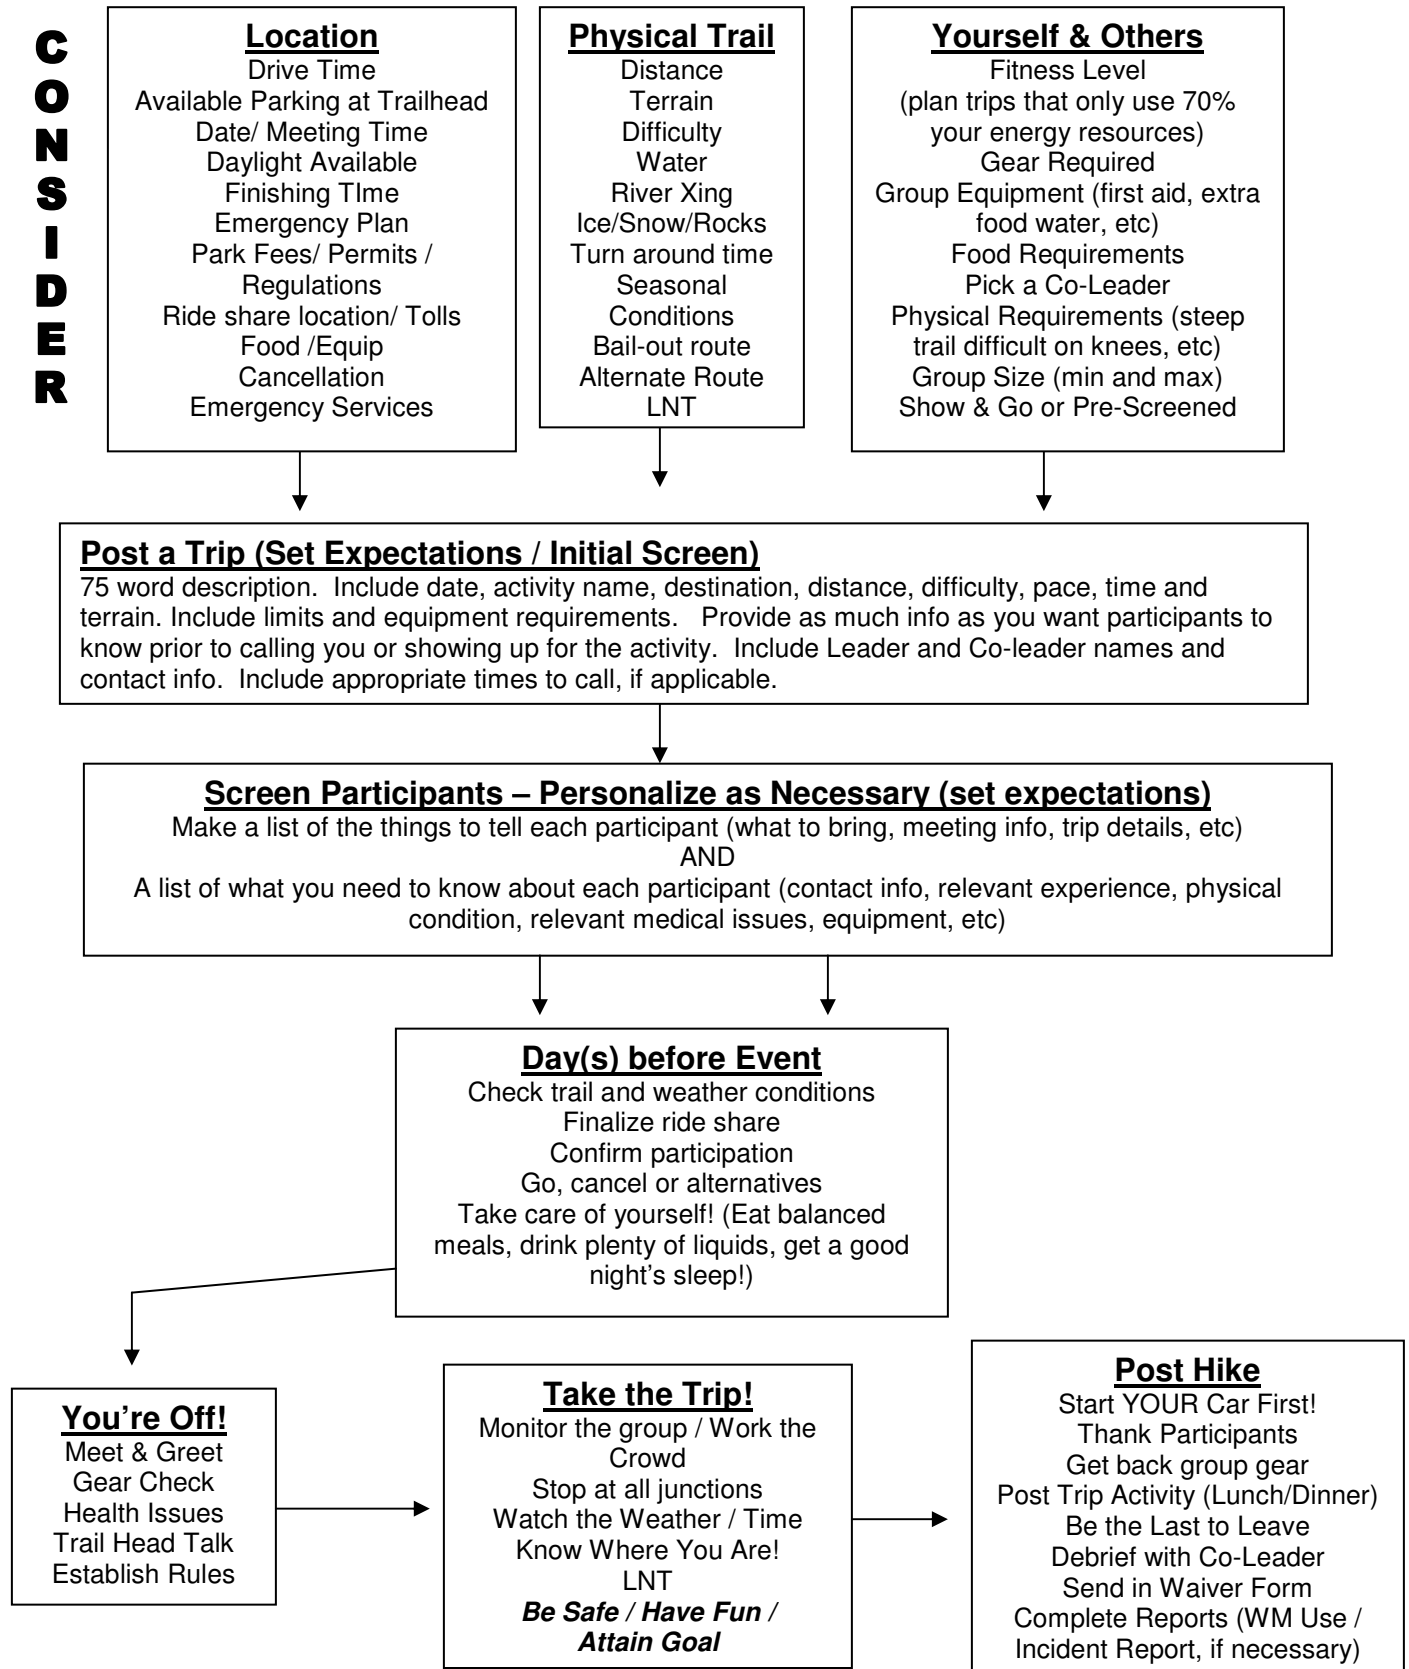 CONSIDER
Location
Drive Time
Available Parking at Trailhead
Date/ Meeting Time
Daylight Available
Finishing TIme
Emergency Plan
Park Fees/ Permits /
Regulations
Ride share location/ Tolls
Food /Equip
Cancellation
Emergency Services
Physical Trail
Distance
Terrain
Difficulty
Water
River Xing
Ice/Snow/Rocks
Turn around time
Seasonal
Conditions
Bail-out route
Alternate Route
LNT
Yourself & Others
Fitness Level
(plan trips that only use 70%
your energy resources)
Gear Required
Group Equipment (first aid, extra
food water, etc)
Food Requirements
Pick a Co-Leader
Physical Requirements (steep
trail difficult on knees, etc)
Group Size (min and max)
Show & Go or Pre-Screened
Post a Trip (Set Expectations / Initial Screen)
75 word description.  Include date, activity name, destination, distance, difficulty, pace, time and
terrain. Include limits and equipment requirements.   Provide as much info as you want participants to
know prior to calling you or showing up for the activity.  Include Leader and Co-leader names and
contact info.  Include appropriate times to call, if applicable.
Screen Participants – Personalize as Necessary (set expectations)
Make a list of the things to tell each participant (what to bring, meeting info, trip details, etc)
AND
A list of what you need to know about each participant (contact info, relevant experience, physical
condition, relevant medical issues, equipment, etc)
Day(s) before Event
Check trail and weather conditions
Finalize ride share
Confirm participation
Go, cancel or alternatives
Take care of yourself! (Eat balanced
meals, drink plenty of liquids, get a good
night’s sleep!)
You’re Off!
Meet & Greet
Gear Check
Health Issues
Trail Head Talk
Establish Rules
Take the Trip!
Monitor the group / Work the
Crowd
Stop at all junctions
Watch the Weather / Time
Know Where You Are!
LNT
Be Safe / Have Fun /
Attain Goal
Post Hike
Start YOUR Car First!
Thank Participants
Get back group gear
Post Trip Activity (Lunch/Dinner)
Be the Last to Leave
Debrief with Co-Leader
Send in Waiver Form
Complete Reports (WM Use /
Incident Report, if necessary)